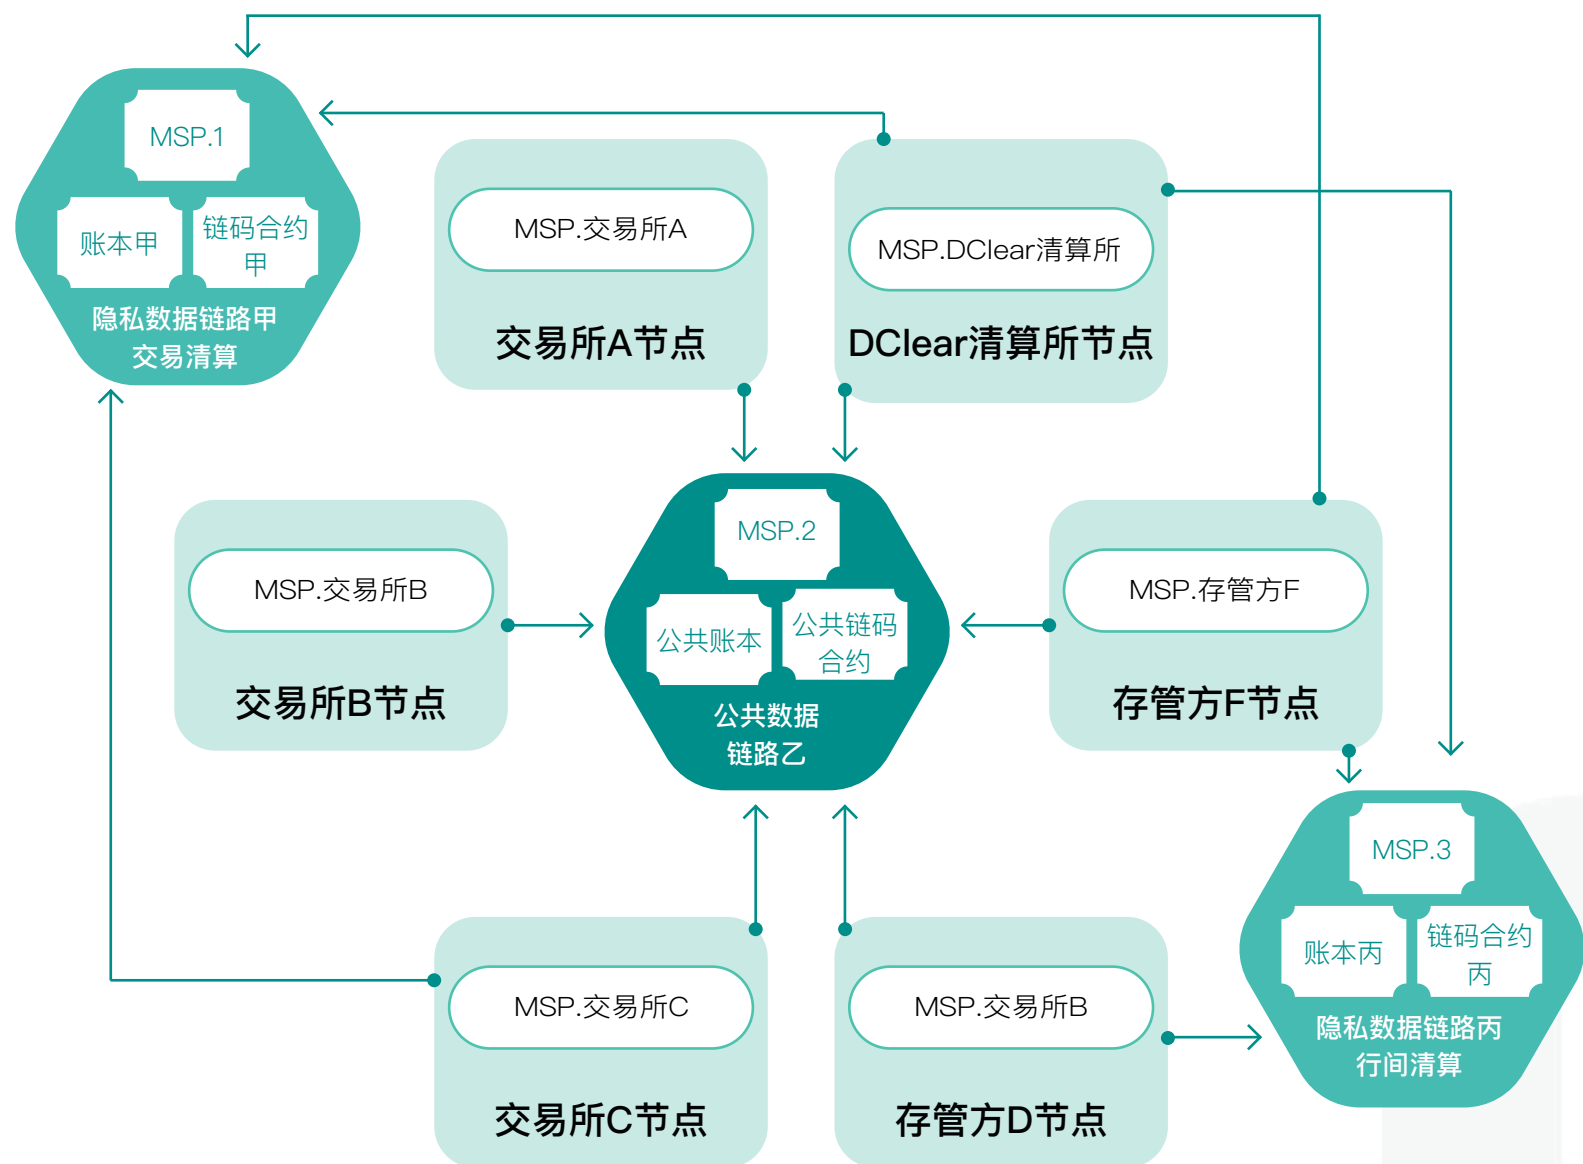 MSP.1
账本甲
链码合约
甲
隐私数据链路甲
交易清算
MSP.交易所A
交易所A节点
MSP.DClear清算所
DClear清算所节点
MSP.交易所B
交易所B节点
MSP.2
公共账本
公共链码
合约
公共数据
链路乙
MSP.存管方F
存管方F节点
MSP.交易所C
交易所C节点
MSP.交易所B
存管方D节点
MSP.3
账本丙
链码合约
丙
隐私数据链路丙
行间清算